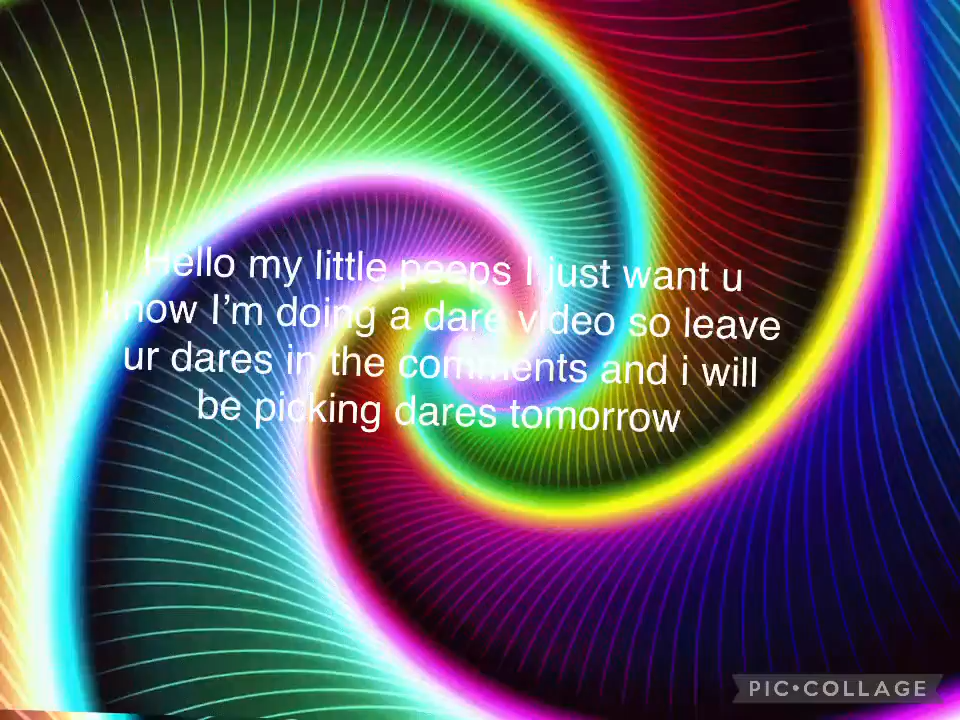 Hello my little peeps I just want u
know I'm doing a dare video so leave
ur dares in the comments and i will
be picking dares tomorrow
PIC•COLLAGE